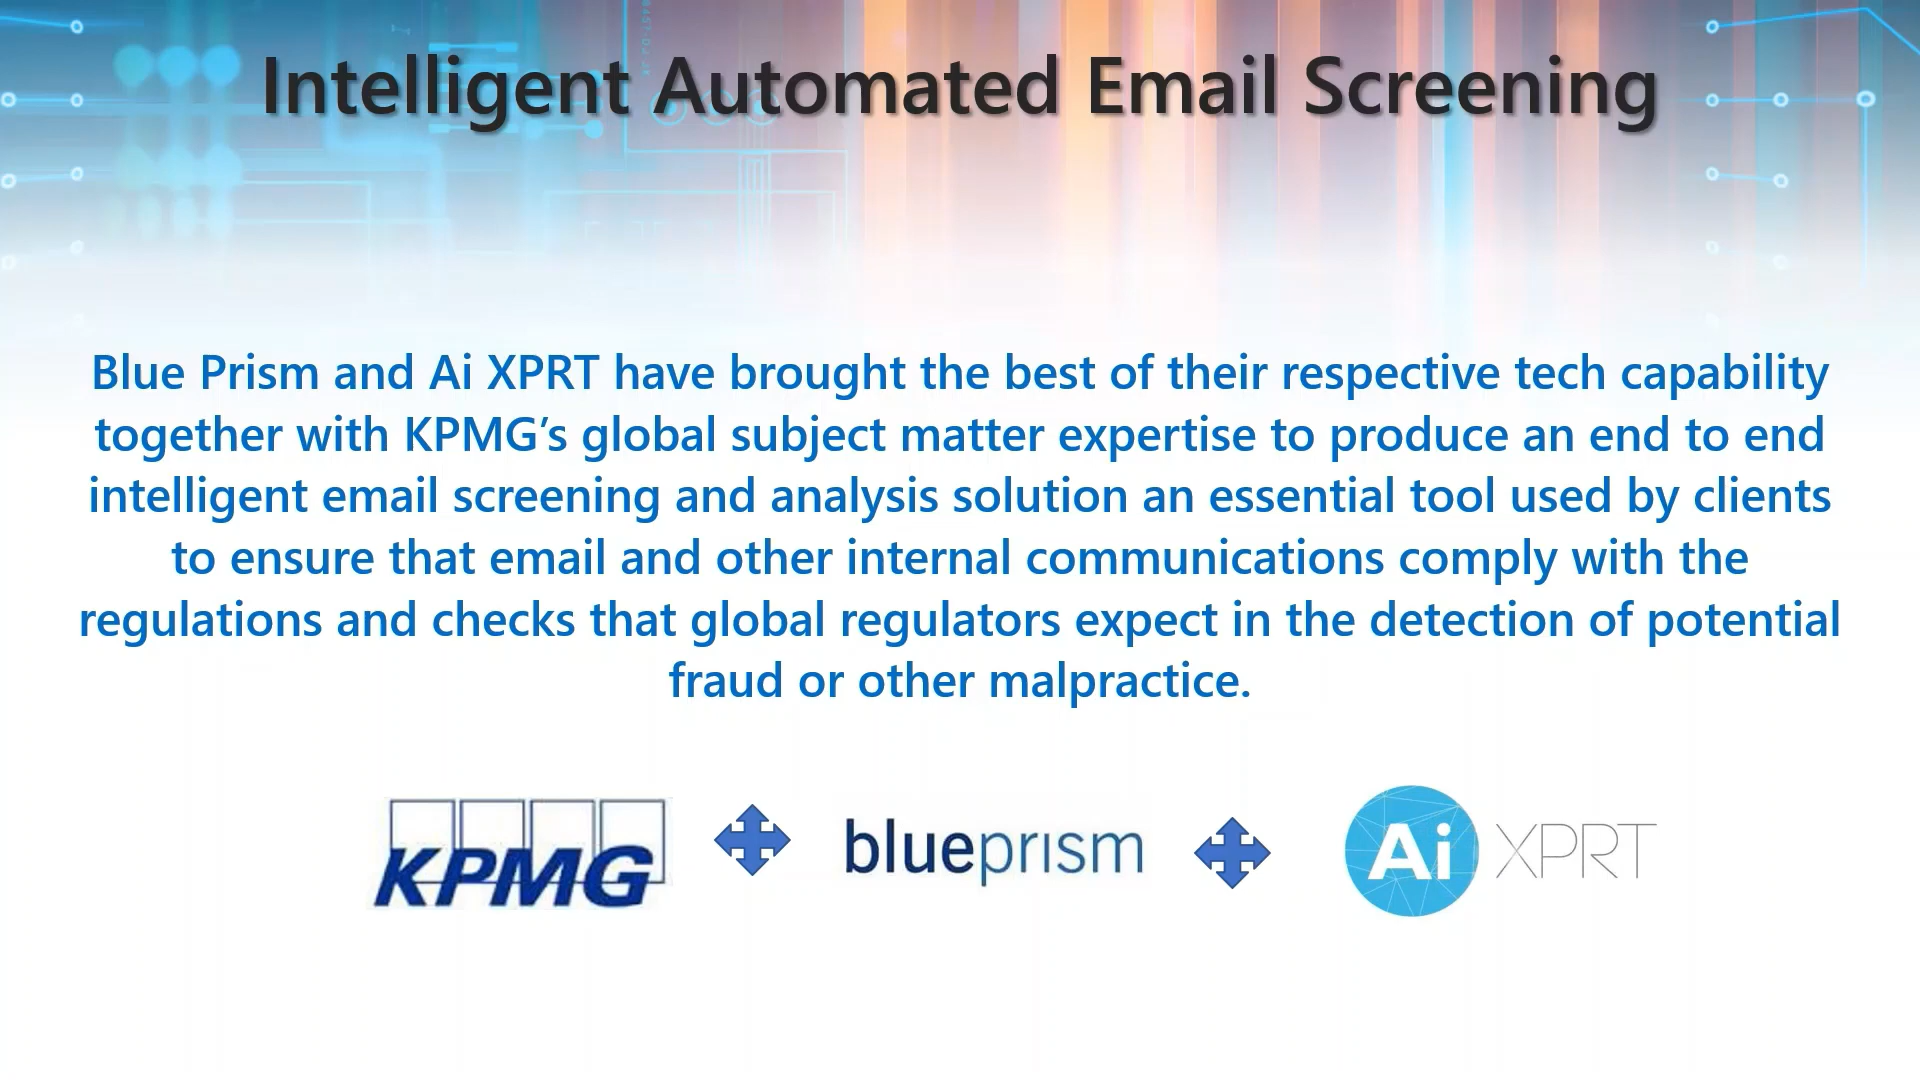 Intelligent Automated Email Screening
Blue Prism and Ai XPRT have brought the best of their respective tech capability
together with KPMG’s global subject matter expertise to produce an end to end
intelligent email screening and analysis solution an essential tool used by clients
to ensure that email and other internal communications comply with the
regulations and checks that global regulators expect in the detection of potential
fraud or other malpractice.
KPMG
blueprism
Ai XPRT